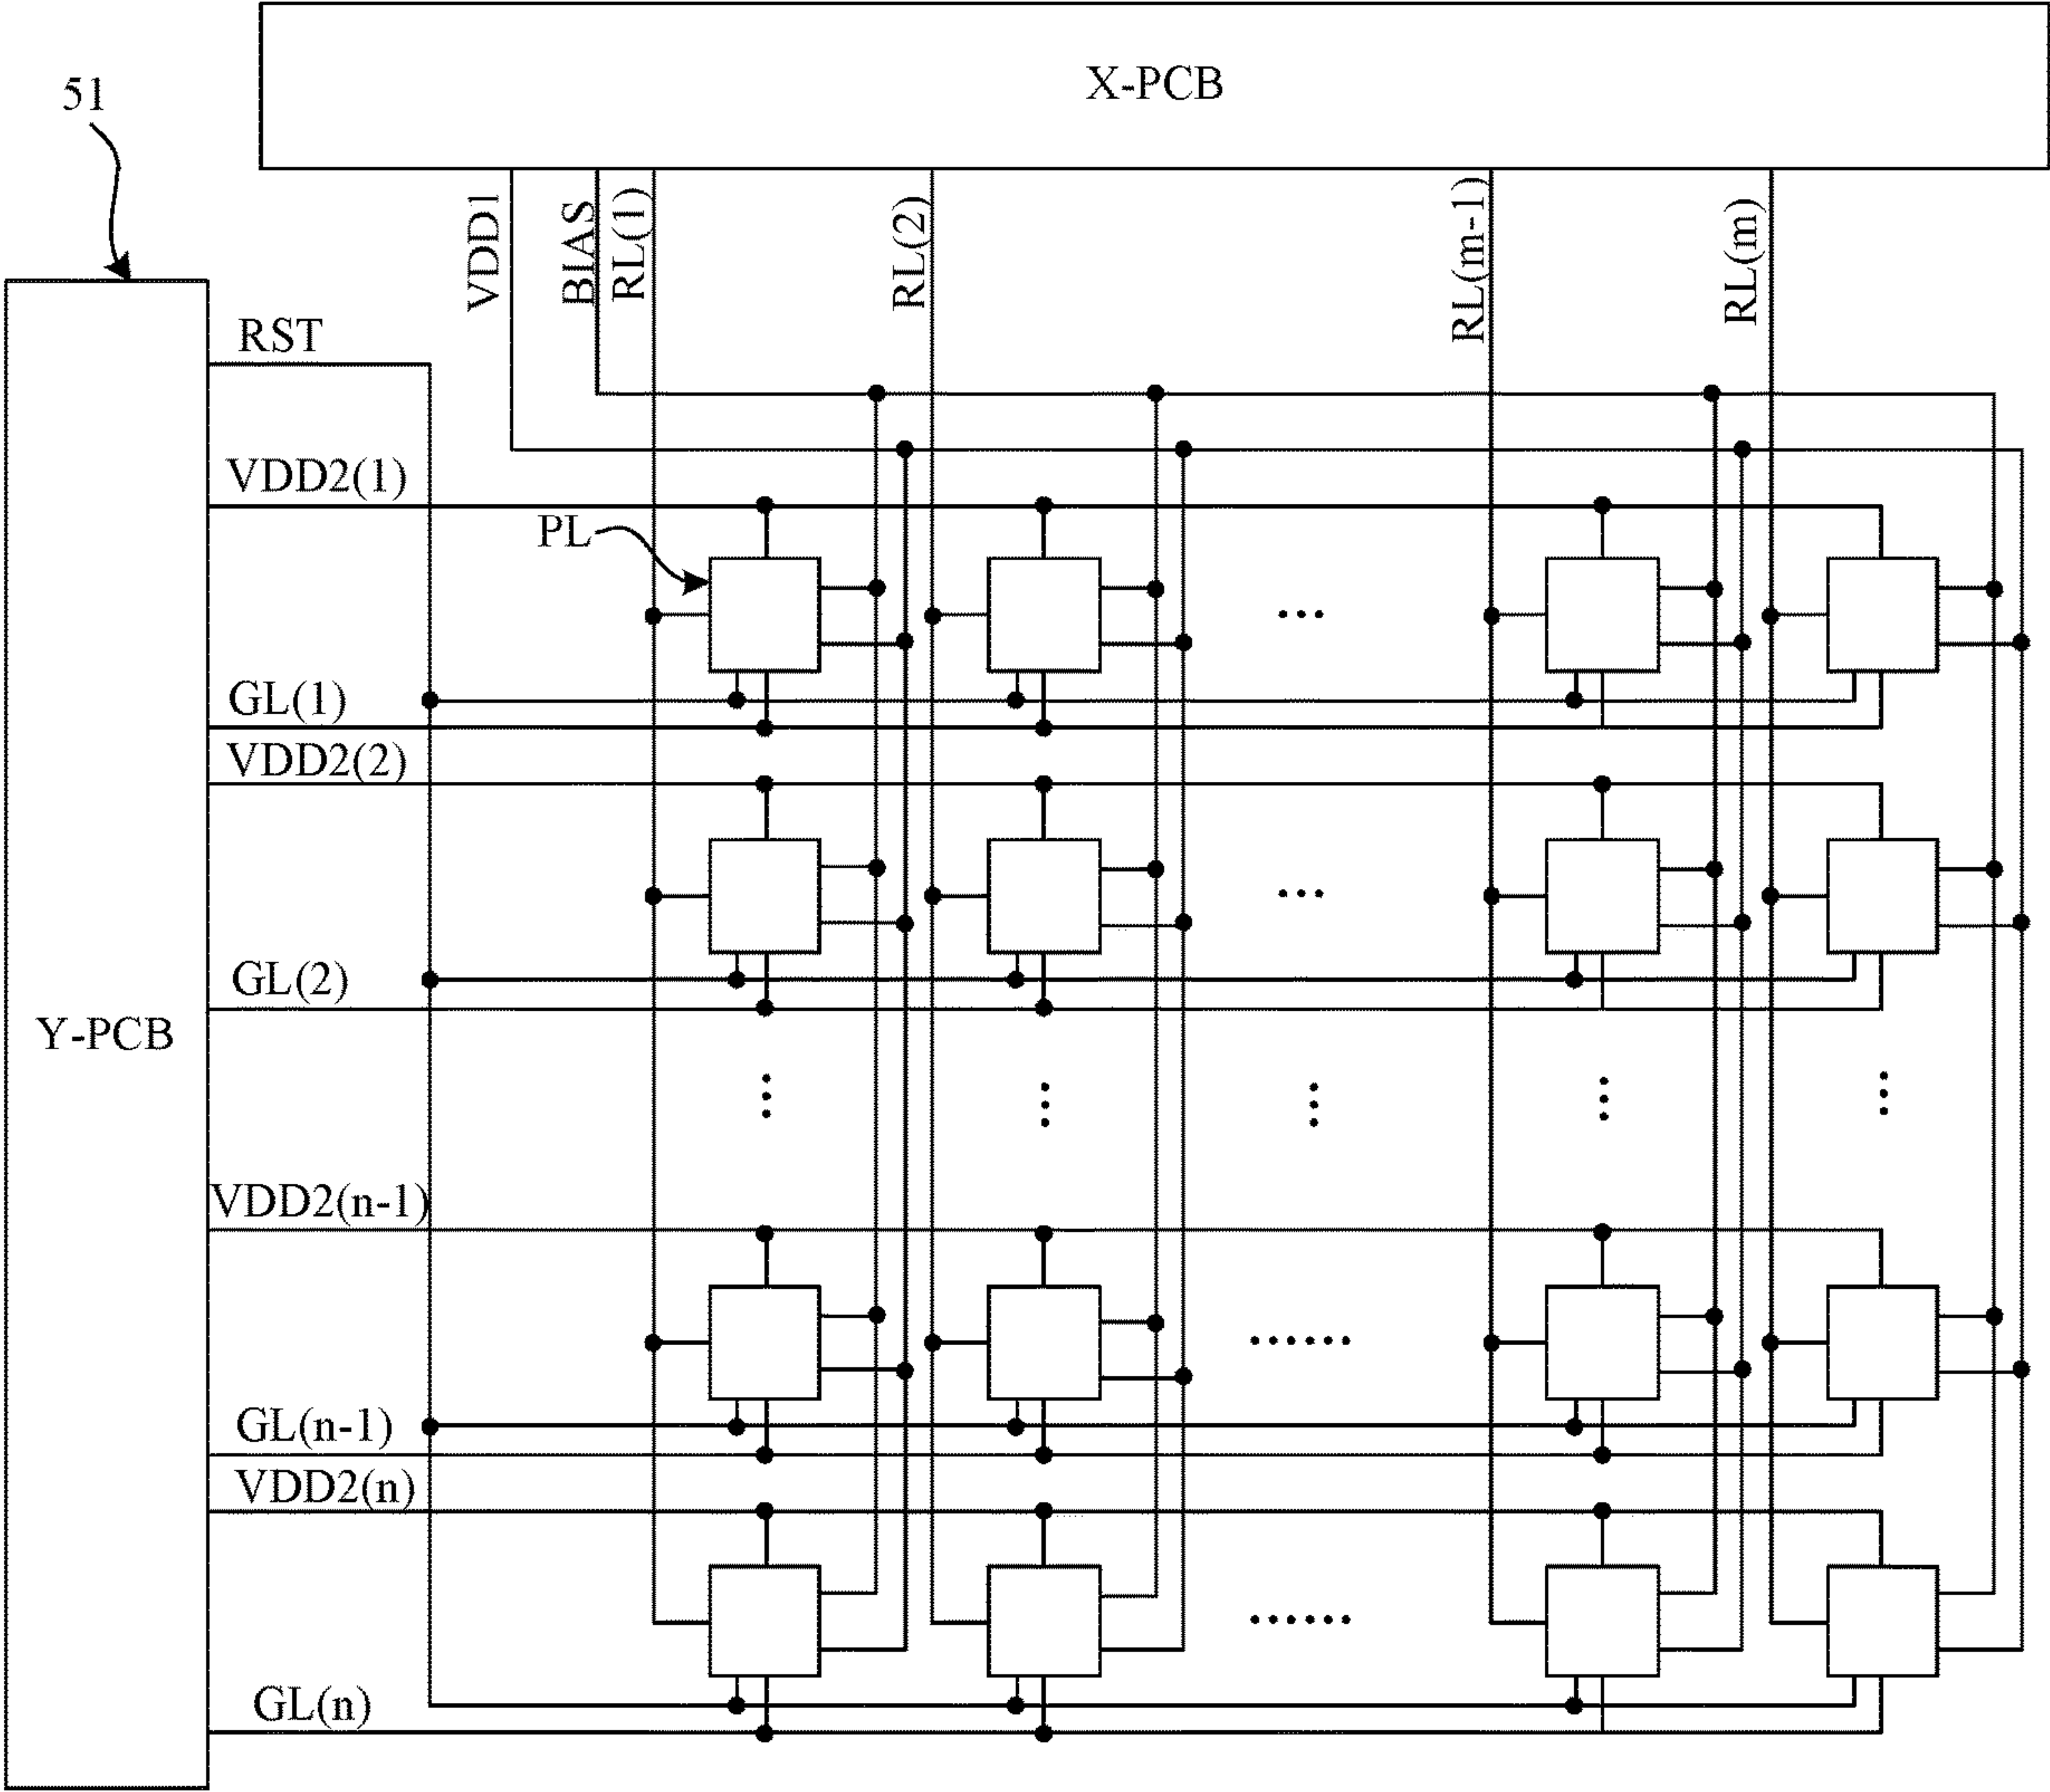 X-PCB
51
VDD1
BIAS
RL(1)
RL(2)
RL(m-1)
RL(m)
RST
VDD2(1)
PL
...
GL(1)
VDD2(2)
...
GL(2)
Y-PCB
VDD2(n-1)
......
GL(n-1)
VDD2(n)
......
GL(n)